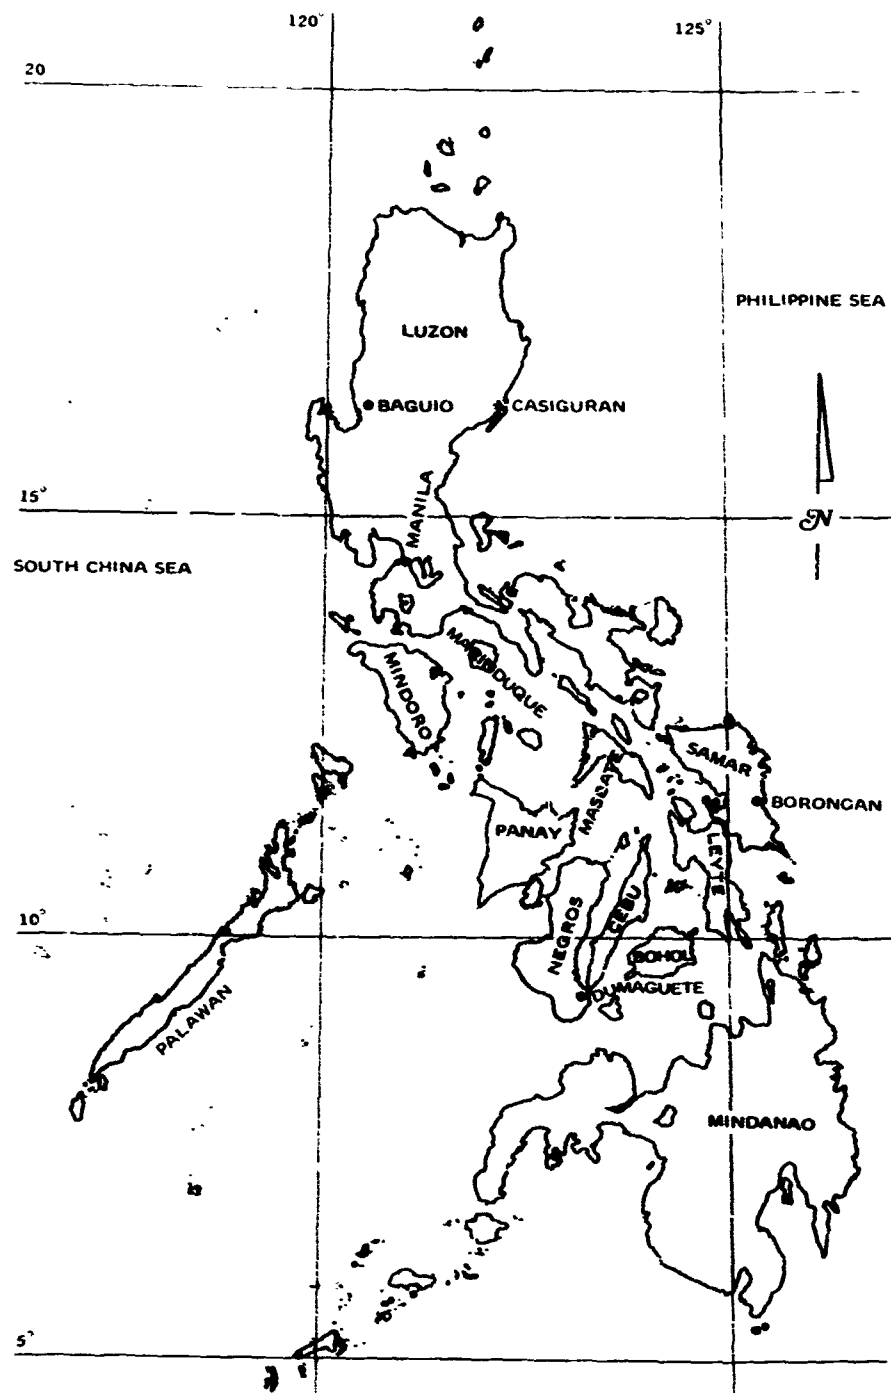 120°
125°
20
PHILIPPINE SEA
LUZON
BAGUIO
CASIGURAN
15°
MANILA
N
SOUTH CHINA SEA
MARINDUQUE
MINDORO
SAMAR
MASBATE
BORONGAN
PANAY
LEYTE
CEBU
NEGROS
10°
BOHOL
DUMAGUETE
PALAWAN
MINDANAO
5°